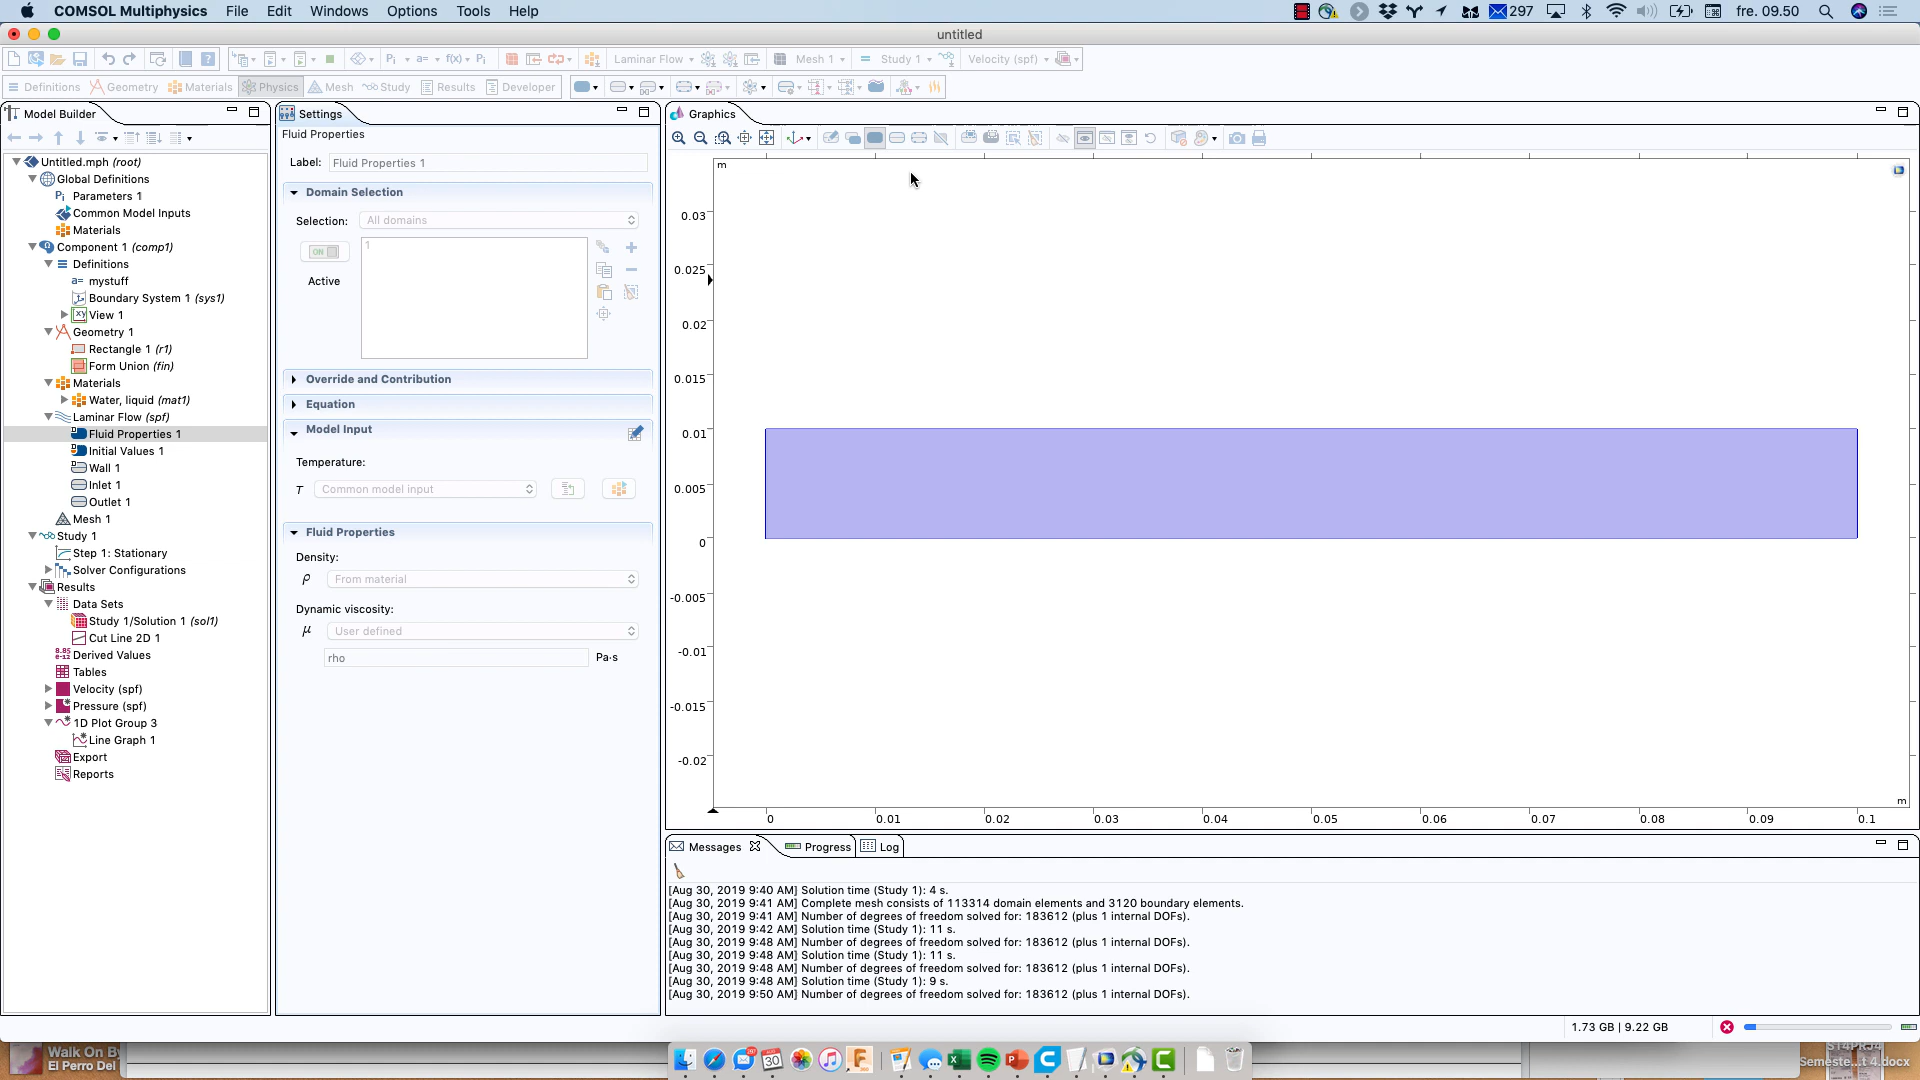 COMSOL Multiphysics File Edit Windows Options Tools Help 297 fre. 09.50
untitled
Pi a= f(x) Pi Laminar Flow Mesh 1 Study 1 Velocity (spf)
Definitions Geometry Materials Physics Mesh Study Results Developer
Model Builder
Untitled.mph (root)
Global Definitions
Pi Parameters 1
Common Model Inputs
Materials
Component 1 (comp1)
Definitions
a= mystuff
Boundary System 1 (sys1)
View 1
Geometry 1
Rectangle 1 (r1)
Form Union (fin)
Materials
Water, liquid (mat1)
Laminar Flow (spf)
Fluid Properties 1
Initial Values 1
Wall 1
Inlet 1
Outlet 1
Mesh 1
Study 1
Step 1: Stationary
Solver Configurations
Results
Data Sets
Study 1/Solution 1 (sol1)
Cut Line 2D 1
8.85 e-12 Derived Values
Tables
Velocity (spf)
Pressure (spf)
1D Plot Group 3
Line Graph 1
Export
Reports
Settings
Fluid Properties
Label: Fluid Properties 1
Domain Selection
Selection: All domains
ON
Active
1
Override and Contribution
Equation
Model Input
Temperature:
T Common model input
Fluid Properties
Density:
ρ From material
Dynamic viscosity:
μ User defined
rho Pa·s
Graphics
m
0.03
0.025
0.02
0.015
0.01
0.005
0
-0.005
-0.01
-0.015
-0.02
m
0 0.01 0.02 0.03 0.04 0.05 0.06 0.07 0.08 0.09 0.1
Messages Progress Log
[Aug 30, 2019 9:40 AM] Solution time (Study 1): 4 s.
[Aug 30, 2019 9:41 AM] Complete mesh consists of 113314 domain elements and 3120 boundary elements.
[Aug 30, 2019 9:41 AM] Number of degrees of freedom solved for: 183612 (plus 1 internal DOFs).
[Aug 30, 2019 9:42 AM] Solution time (Study 1): 11 s.
[Aug 30, 2019 9:48 AM] Number of degrees of freedom solved for: 183612 (plus 1 internal DOFs).
[Aug 30, 2019 9:48 AM] Solution time (Study 1): 11 s.
[Aug 30, 2019 9:48 AM] Number of degrees of freedom solved for: 183612 (plus 1 internal DOFs).
[Aug 30, 2019 9:48 AM] Solution time (Study 1): 9 s.
[Aug 30, 2019 9:50 AM] Number of degrees of freedom solved for: 183612 (plus 1 internal DOFs).
1.73 GB | 9.22 GB
Walk On By
El Perro Del
Semeste...t 4.docx